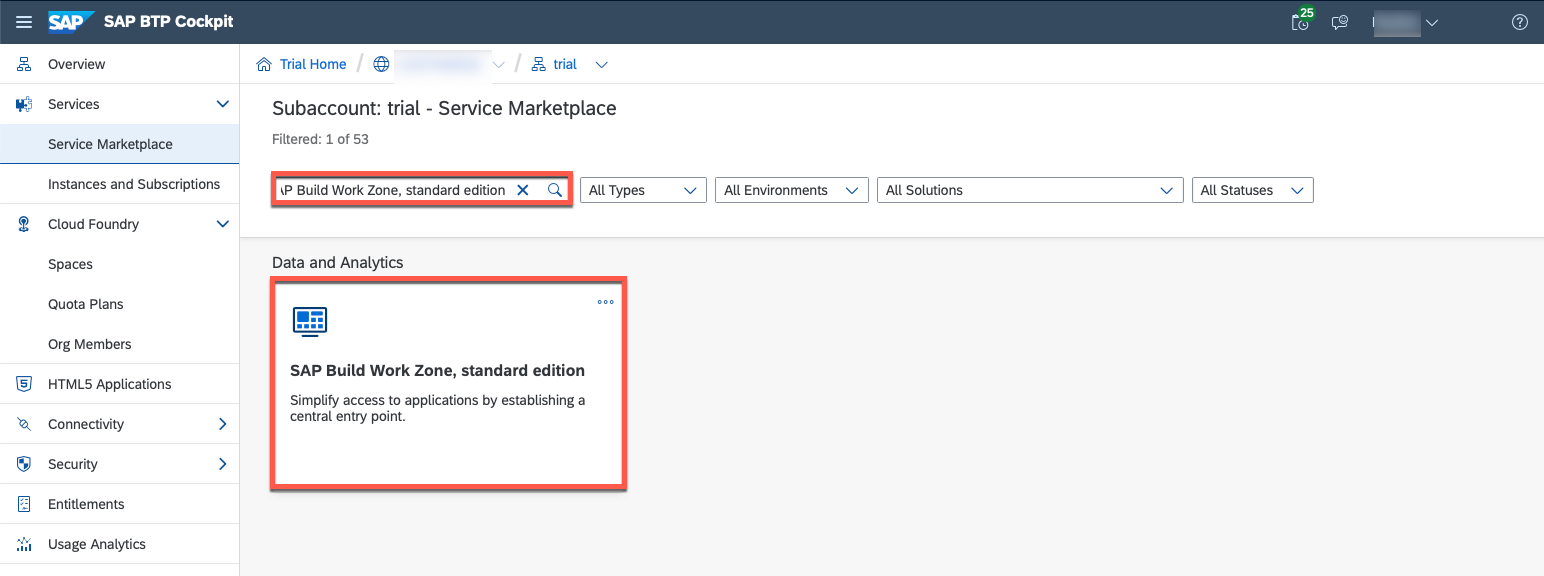 SAP SAP BTP Cockpit 25
Overview
Services
Service Marketplace
Instances and Subscriptions
Cloud Foundry
Spaces
Quota Plans
Org Members
HTML5 Applications
Connectivity
Security
Entitlements
Usage Analytics
Trial Home / / trial
Subaccount: trial - Service Marketplace
Filtered: 1 of 53
AP Build Work Zone, standard edition All Types All Environments All Solutions All Statuses
Data and Analytics
SAP Build Work Zone, standard edition
Simplify access to applications by establishing a
central entry point.